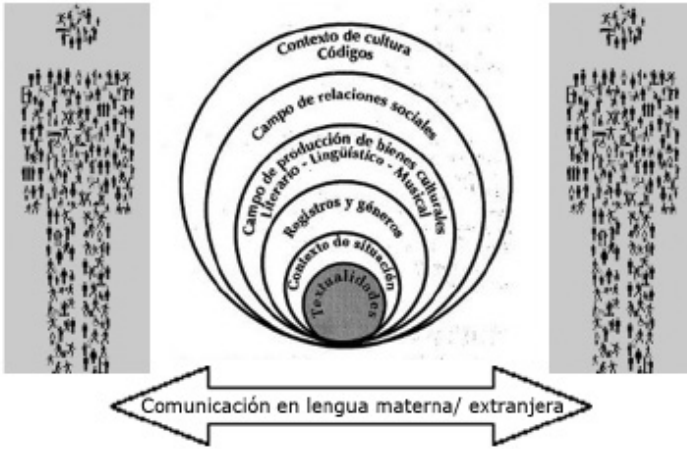 Contexto de cultura
Códigos
Campo de relaciones sociales
Campo de producción de bienes culturales
Literario - Lingüístico - Musical
Registros y géneros
Contexto de situación
Textualidades
Comunicación en lengua materna/ extranjera